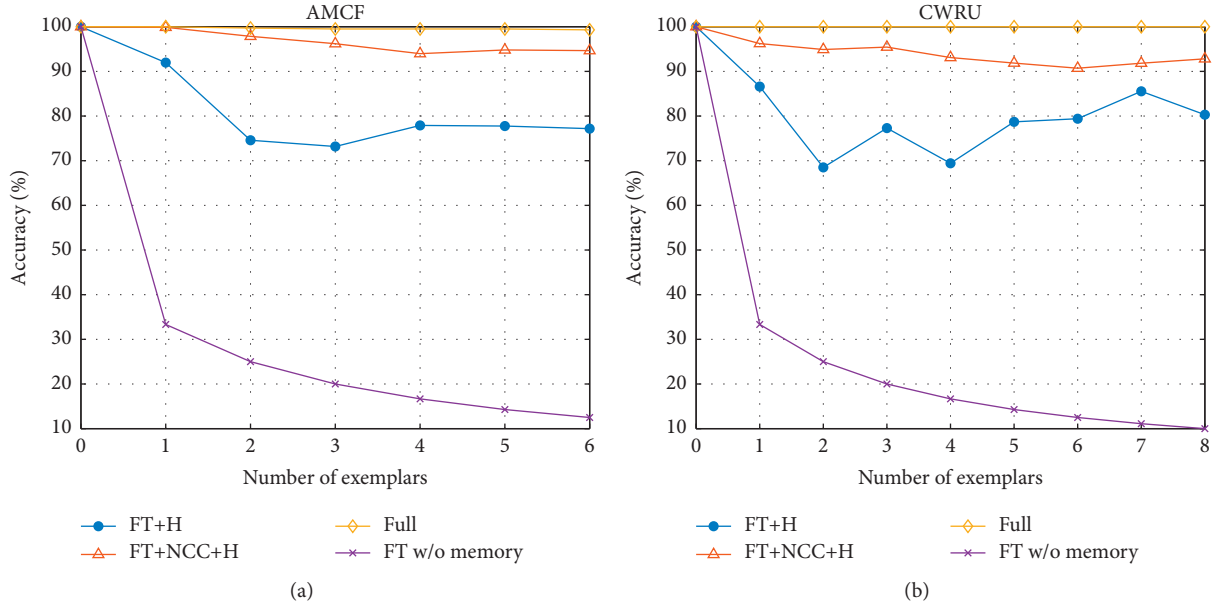 AMCF
100
90
80
70
60
50
40
30
20
10
Accuracy (%)
0 1 2 3 4 5 6
Number of exemplars
FT+H
Full
FT+NCC+H
FT w/o memory
(a)
CWRU
100
90
80
70
60
50
40
30
20
10
Accuracy (%)
0 1 2 3 4 5 6 7 8
Number of exemplars
FT+H
Full
FT+NCC+H
FT w/o memory
(b)